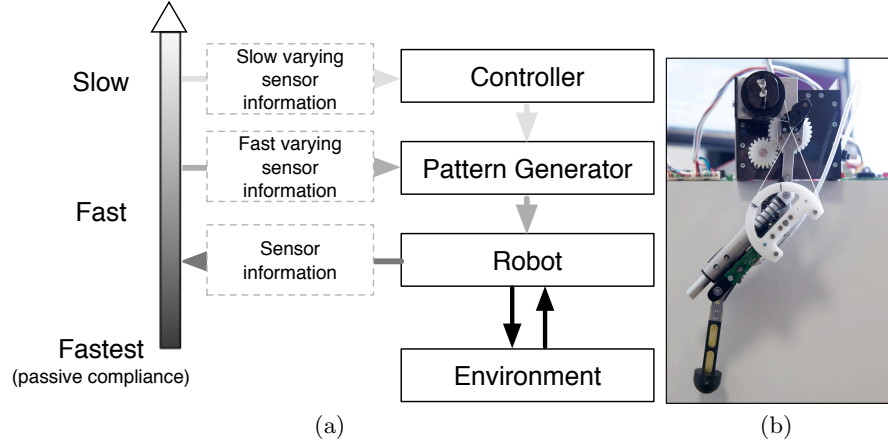 Slow
Slow varying
sensor
information
Controller
Fast varying
sensor
information
Pattern Generator
Fast
Sensor
information
Robot
Fastest
(passive compliance)
Environment
(a)
(b)